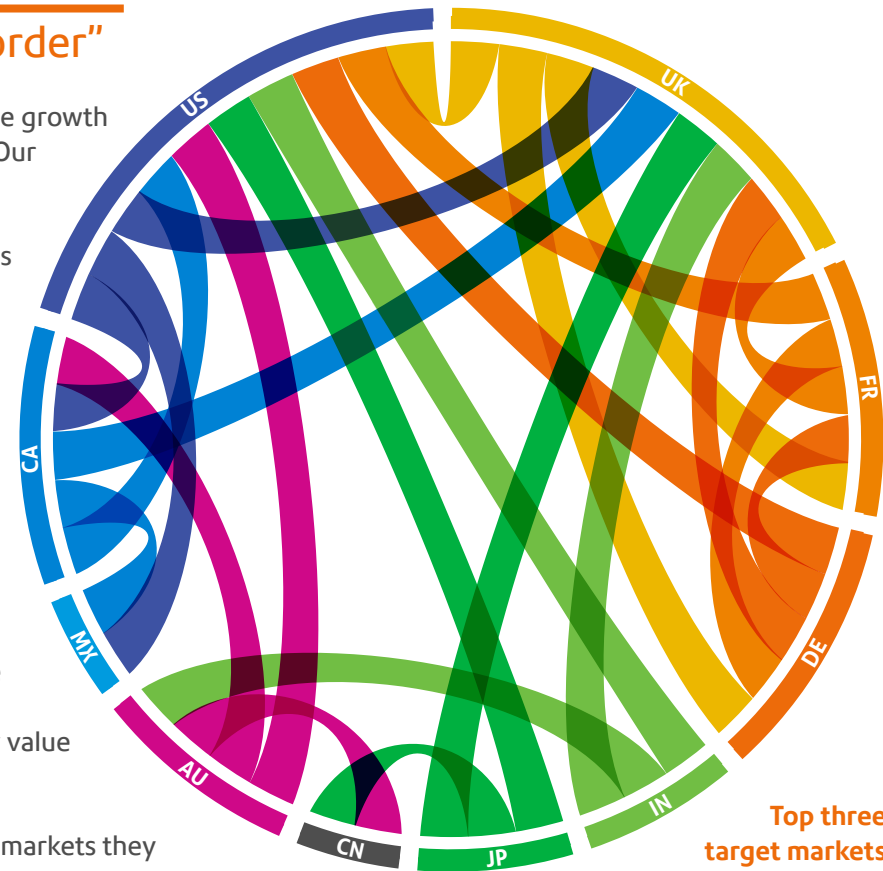 order”
e growth
Our
s
value
markets they
US
UK
CA
FR
MX
DE
AU
IN
CN
JP
Top three
target markets